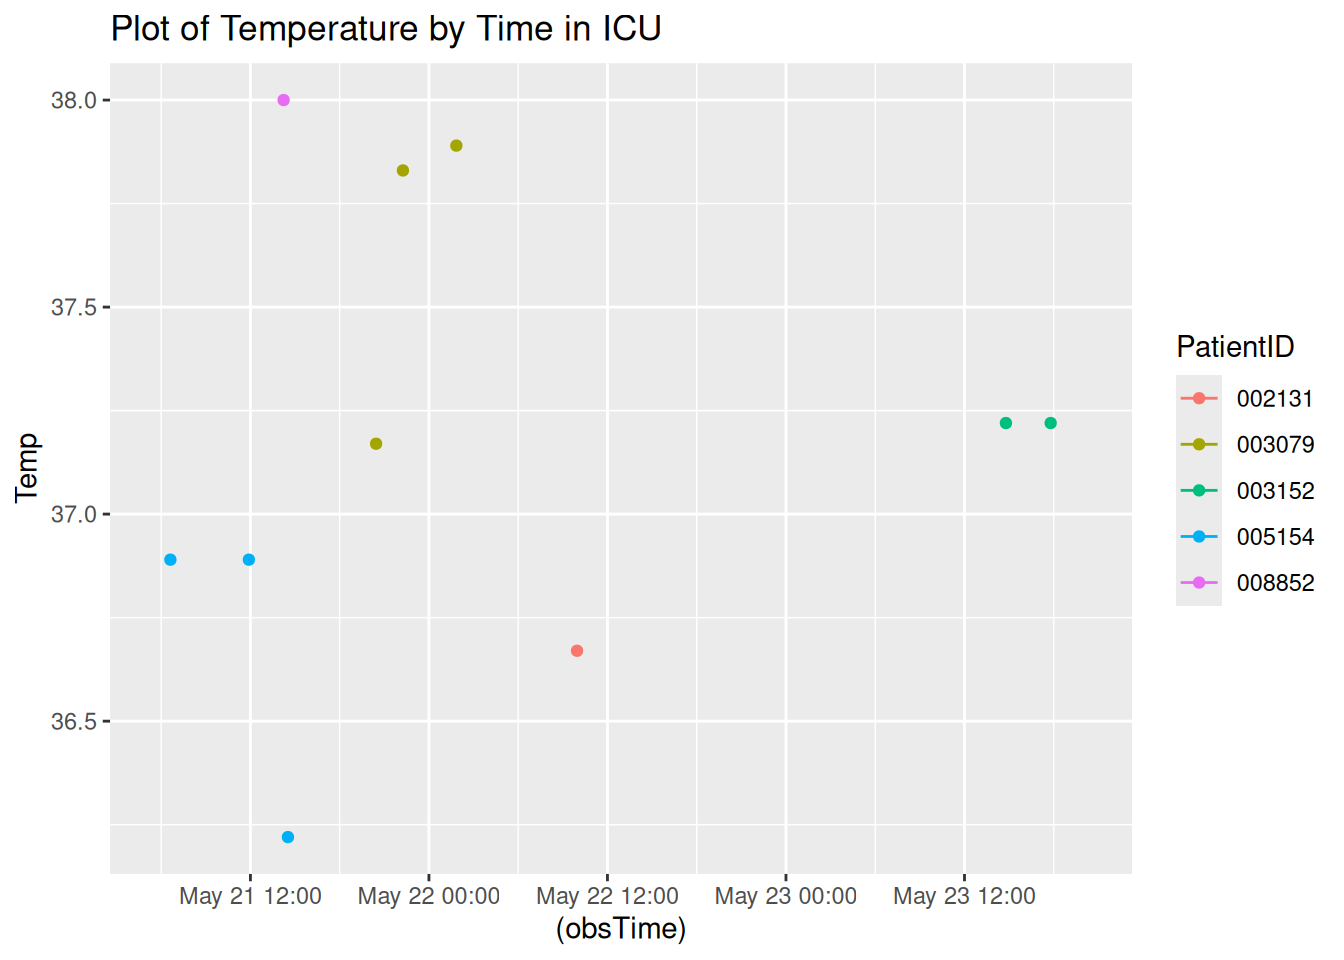 Plot of Temperature by Time in ICU
38.0
37.5
37.0
36.5
Temp
May 21 12:00
May 22 00:00
May 22 12:00
May 23 00:00
May 23 12:00
(obsTime)
PatientID
002131
003079
003152
005154
008852